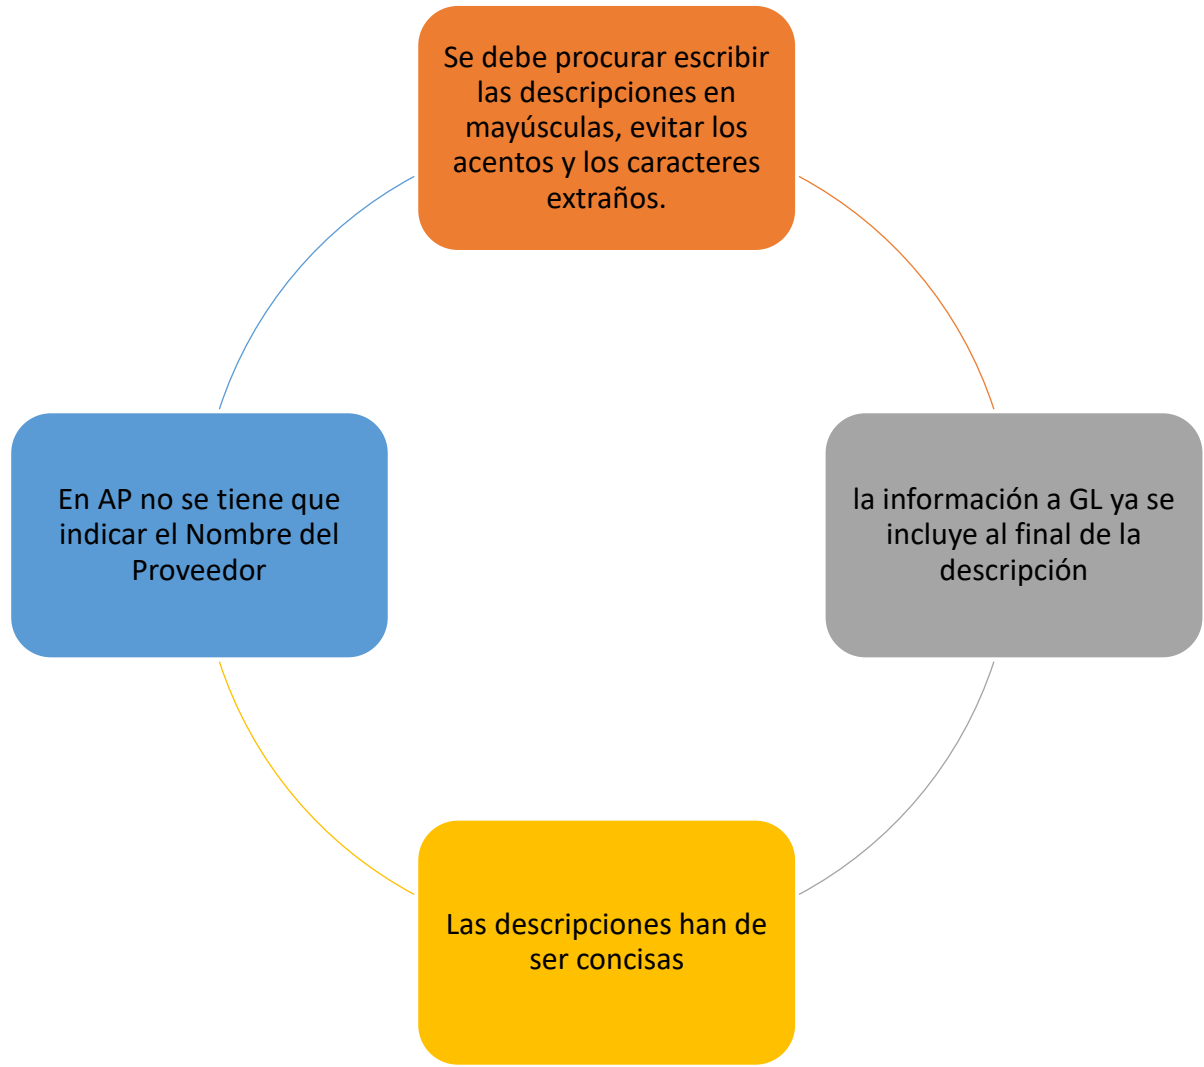 Se debe procurar escribir
las descripciones en
mayúsculas, evitar los
acentos y los caracteres
extraños.
En AP no se tiene que
indicar el Nombre del
Proveedor
la información a GL ya se
incluye al final de la
descripción
Las descripciones han de
ser concisas